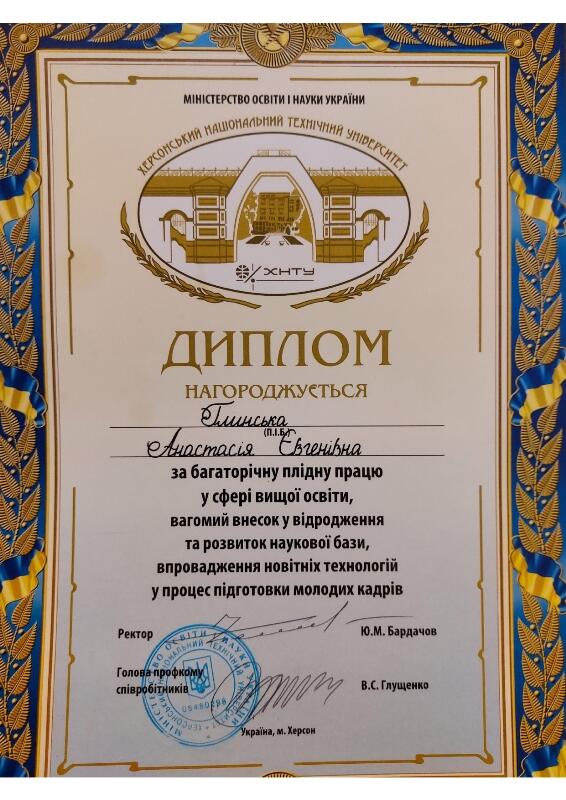 МІНІСТЕРСТВО ОСВІТИ І НАУКИ УКРАЇНИ
ХЕРСОНСЬКИЙ НАЦІОНАЛЬНИЙ ТЕХНІЧНИЙ УНІВЕРСИТЕТ
ХНТУ
ДИПЛОМ
НАГОРОДЖУЄТЬСЯ
Глинська
(П.І.Б.)
Анастасія Євгенівна
за багаторічну плідну працю
у сфері вищої освіти,
вагомий внесок у відродження
та розвиток наукової бази,
впровадження новітніх технологій
у процес підготовки молодих кадрів
Ректор Ю.М. Бардачов
Голова профкому
співробітників В.С. Глущенко
Україна, м. Херсон